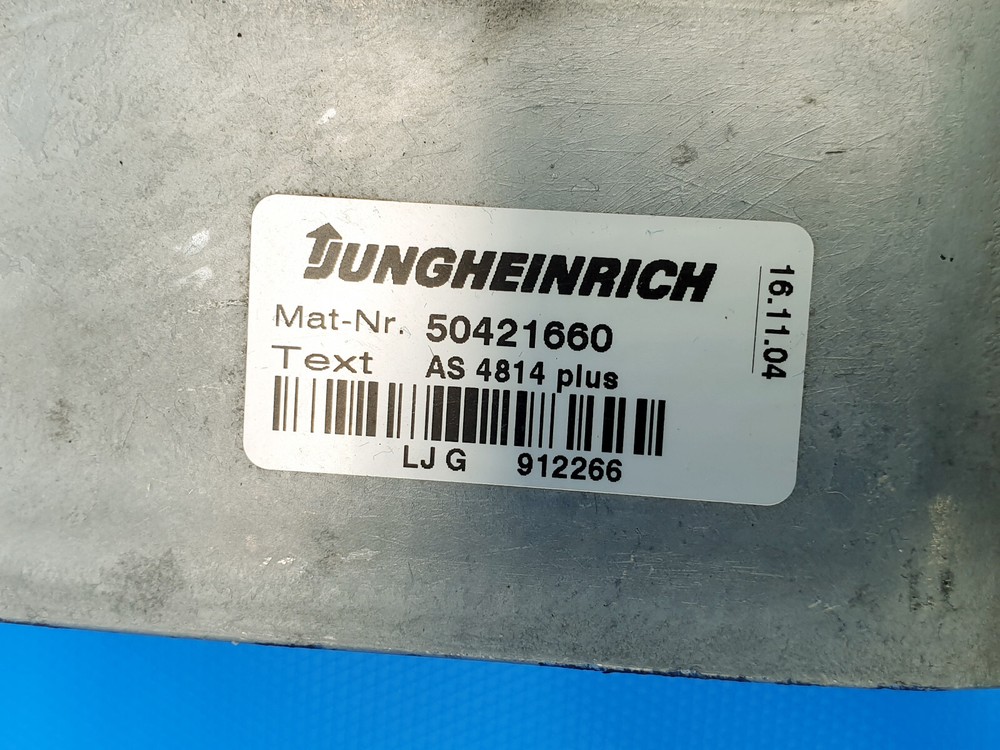 JUNGHEINRICH
Mat-Nr. 50421660
Text AS 4814 plus
LJ G 912266
16.11.04